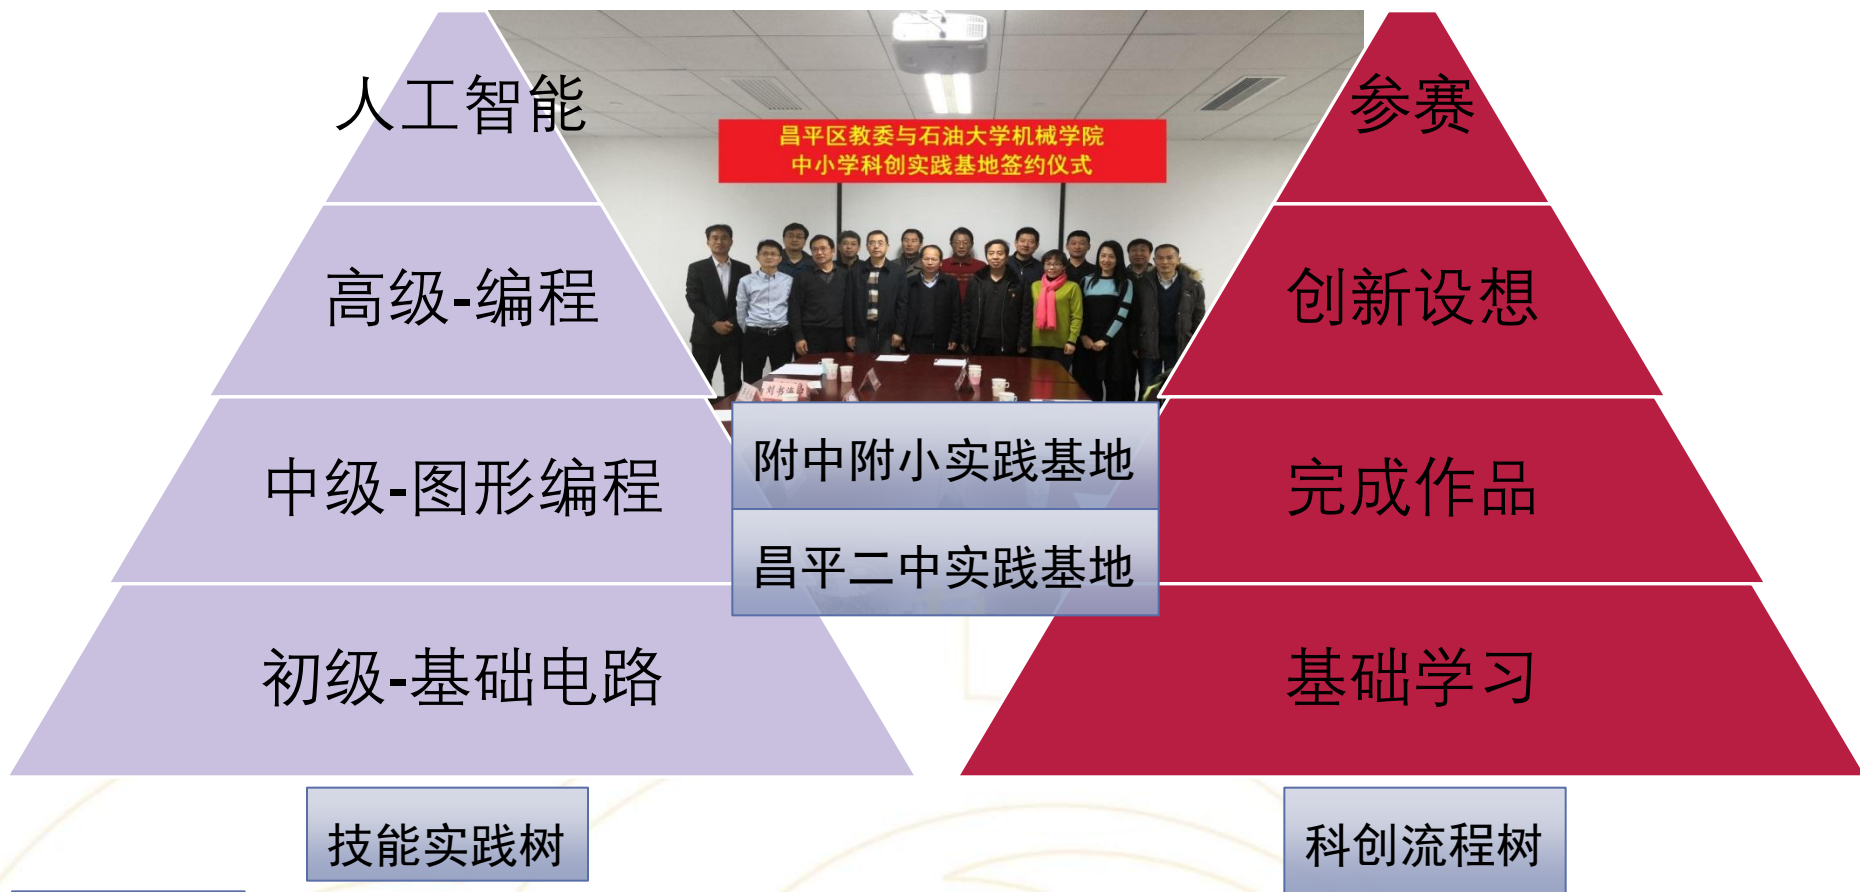 人工智能
高级-编程
中级-图形编程
初级-基础电路
技能实践树
昌平区教委与石油大学机械学院
中小学科创实践基地签约仪式
附中附小实践基地
昌平二中实践基地
参赛
创新设想
完成作品
基础学习
科创流程树